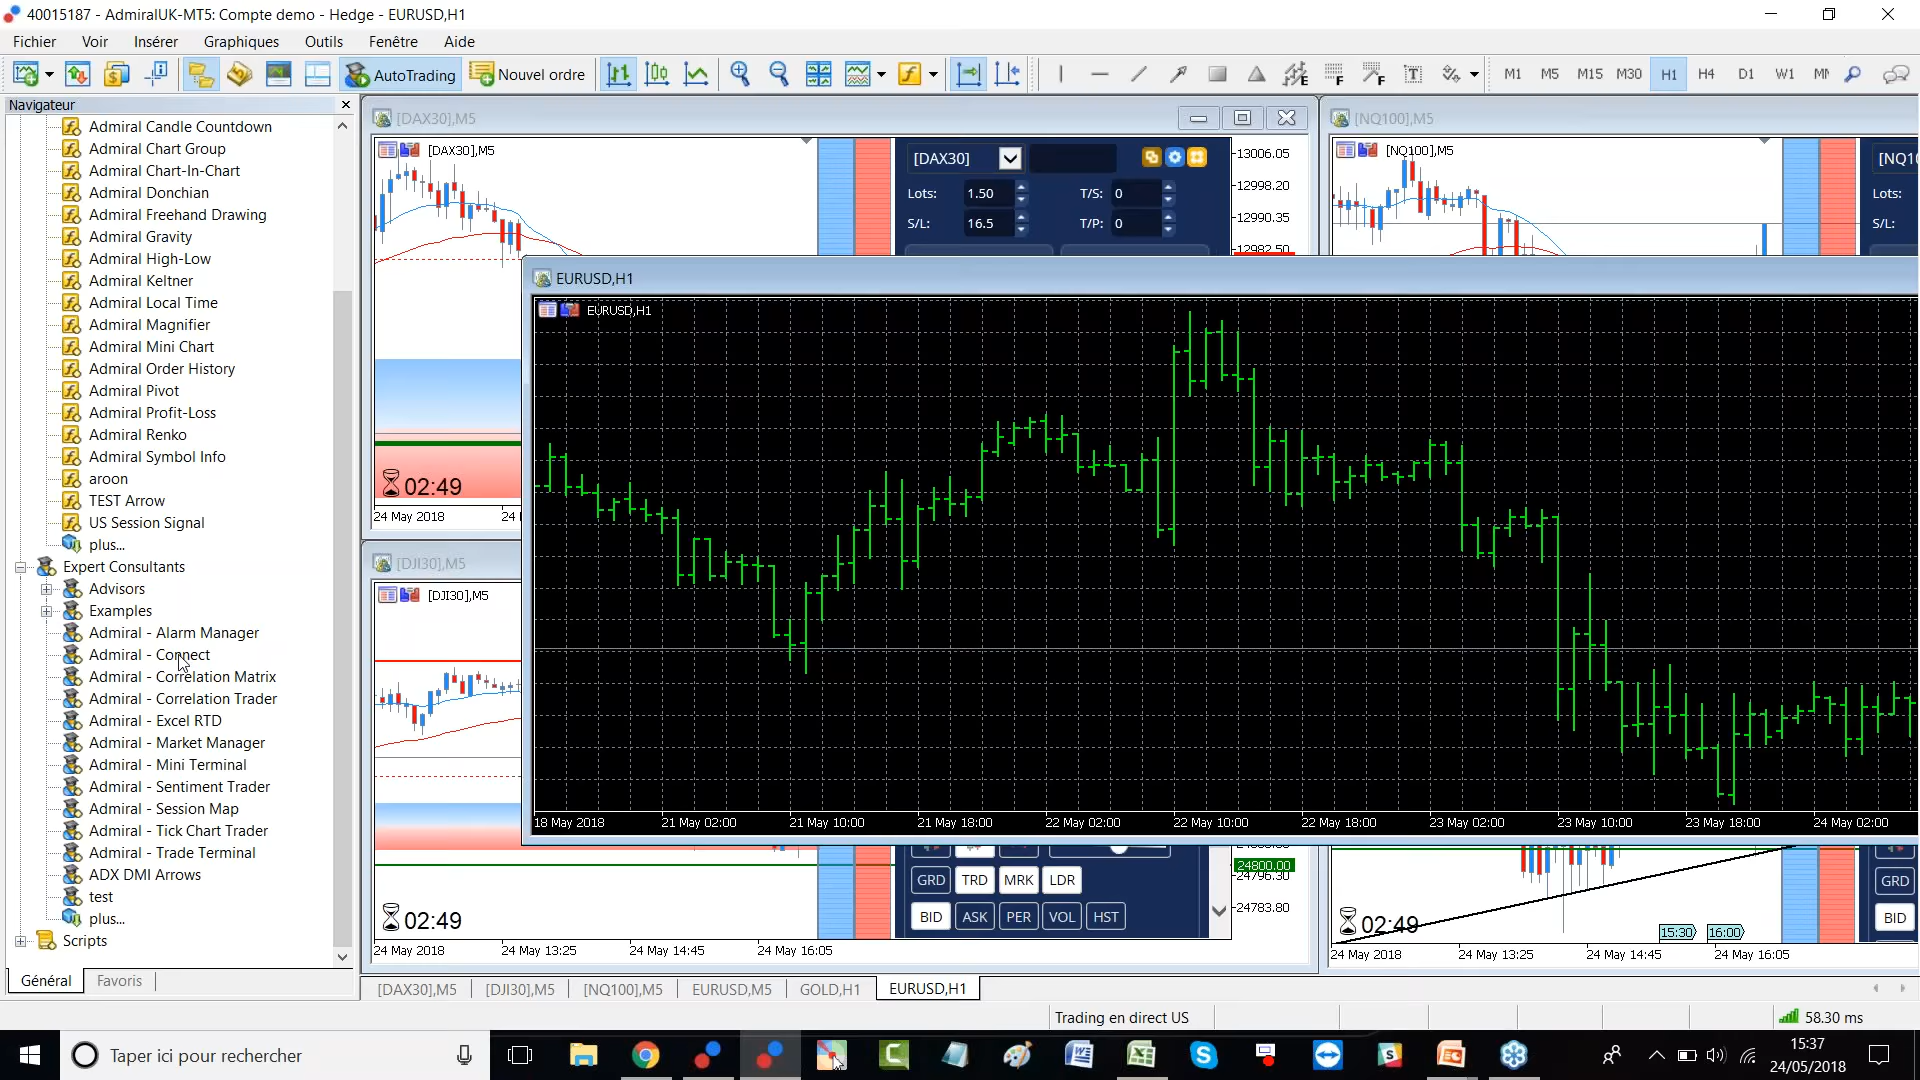 40015187 - AdmiralUK-MT5: Compte demo - Hedge - EURUSD,H1
Fichier Voir Insérer Graphiques Outils Fenêtre Aide
AutoTrading Nouvel ordre E F F T M1 M5 M15 M30 H1 H4 D1 W1
Navigateur
Admiral Candle Countdown
Admiral Chart Group
Admiral Chart-In-Chart
Admiral Donchian
Admiral Freehand Drawing
Admiral Gravity
Admiral High-Low
Admiral Keltner
Admiral Local Time
Admiral Magnifier
Admiral Mini Chart
Admiral Order History
Admiral Pivot
Admiral Profit-Loss
Admiral Renko
Admiral Symbol Info
aroon
TEST Arrow
US Session Signal
plus...
Expert Consultants
Advisors
Examples
Admiral - Alarm Manager
Admiral - Connect
Admiral - Correlation Matrix
Admiral - Correlation Trader
Admiral - Excel RTD
Admiral - Market Manager
Admiral - Mini Terminal
Admiral - Sentiment Trader
Admiral - Session Map
Admiral - Tick Chart Trader
Admiral - Trade Terminal
ADX DMI Arrows
test
plus...
Scripts
Général Favoris
[DAX30],M5
[DAX30],M5
[DAX30]
Lots: 1.50 T/S: 0
S/L: 16.5 T/P: 0
13006.05
12998.20
12990.35
12982.50
02:49
24 May 2018
[NQ100],M5
[NQ100],M5
Lots:
S/L:
EURUSD,H1
EURUSD,H1
18 May 2018 21 May 02:00 21 May 10:00 21 May 18:00 22 May 02:00 22 May 10:00 22 May 18:00 23 May 02:00 23 May 10:00 23 May 18:00 24 May 02:00
[DJI30],M5
[DJI30],M5
GRD TRD MRK LDR
BID ASK PER VOL HST
24800.00
24796.30
24783.80
02:49
24 May 2018 24 May 13:25 24 May 14:45 24 May 16:05
GRD
BID
02:49
15:30 16:00
24 May 2018 24 May 13:25 24 May 14:45 24 May 16:05
[DAX30],M5 [DJI30],M5 [NQ100],M5 EURUSD,M5 GOLD,H1 EURUSD,H1
Trading en direct US 58.30 ms
Taper ici pour rechercher
15:37
24/05/2018